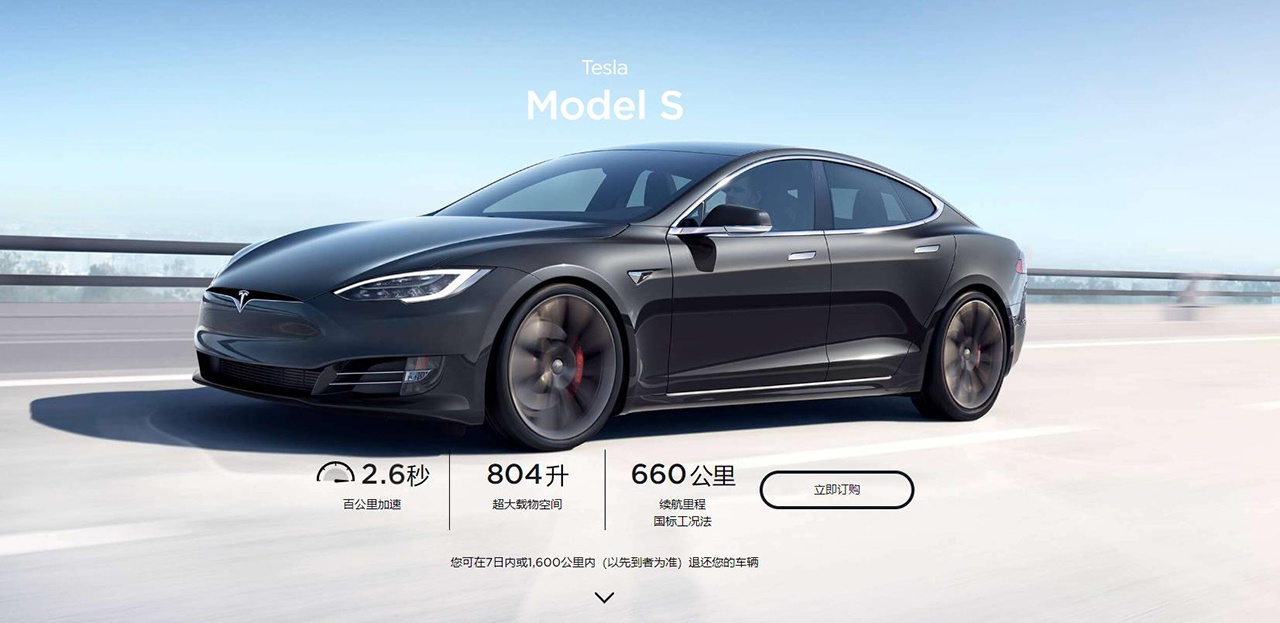 Tesla
Model S
2.6秒
百公里加速
804升
超大载物空间
660公里
续航里程
国标工况法
立即订购
您可在7日内或1,600公里内（以先到者为准）退还您的车辆